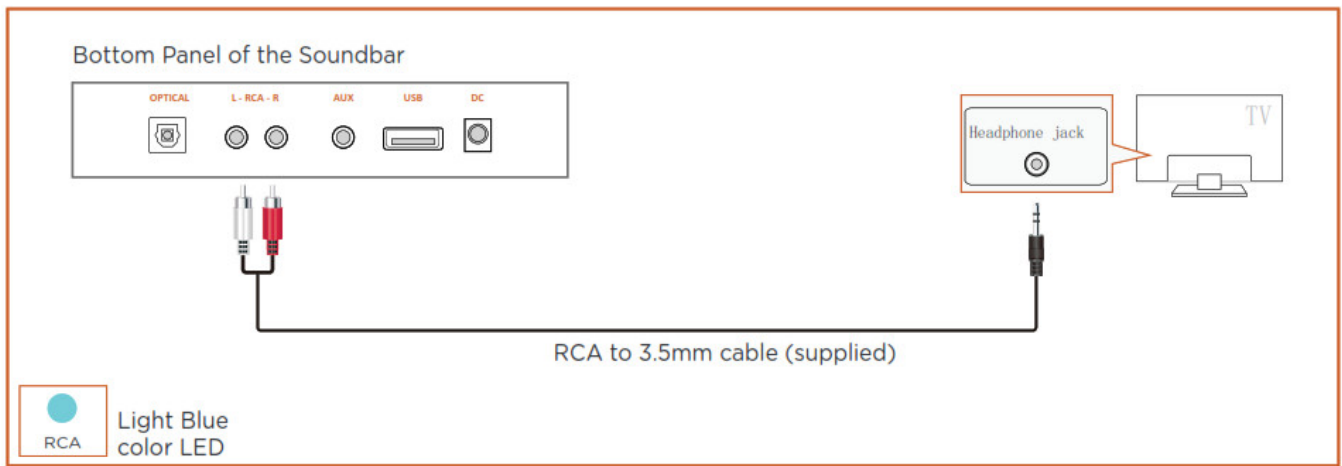 Bottom Panel of the Soundbar
OPTICAL L - RCA - R AUX USB DC
Headphone jack
TV
RCA to 3.5mm cable (supplied)
RCA
Light Blue
color LED